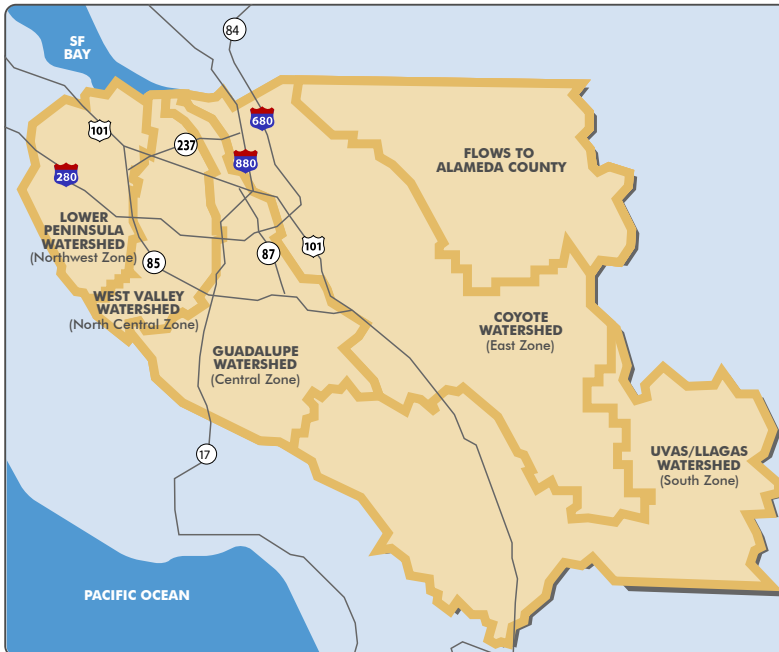 SF
BAY
84
101
680
237
880
280
FLOWS TO
ALAMEDA COUNTY
LOWER
PENINSULA
WATERSHED
(Northwest Zone)
101
87
85
WEST VALLEY
WATERSHED
(North Central Zone)
COYOTE
WATERSHED
(East Zone)
GUADALUPE
WATERSHED
(Central Zone)
17
UVAS/LLAGAS
WATERSHED
(South Zone)
PACIFIC OCEAN